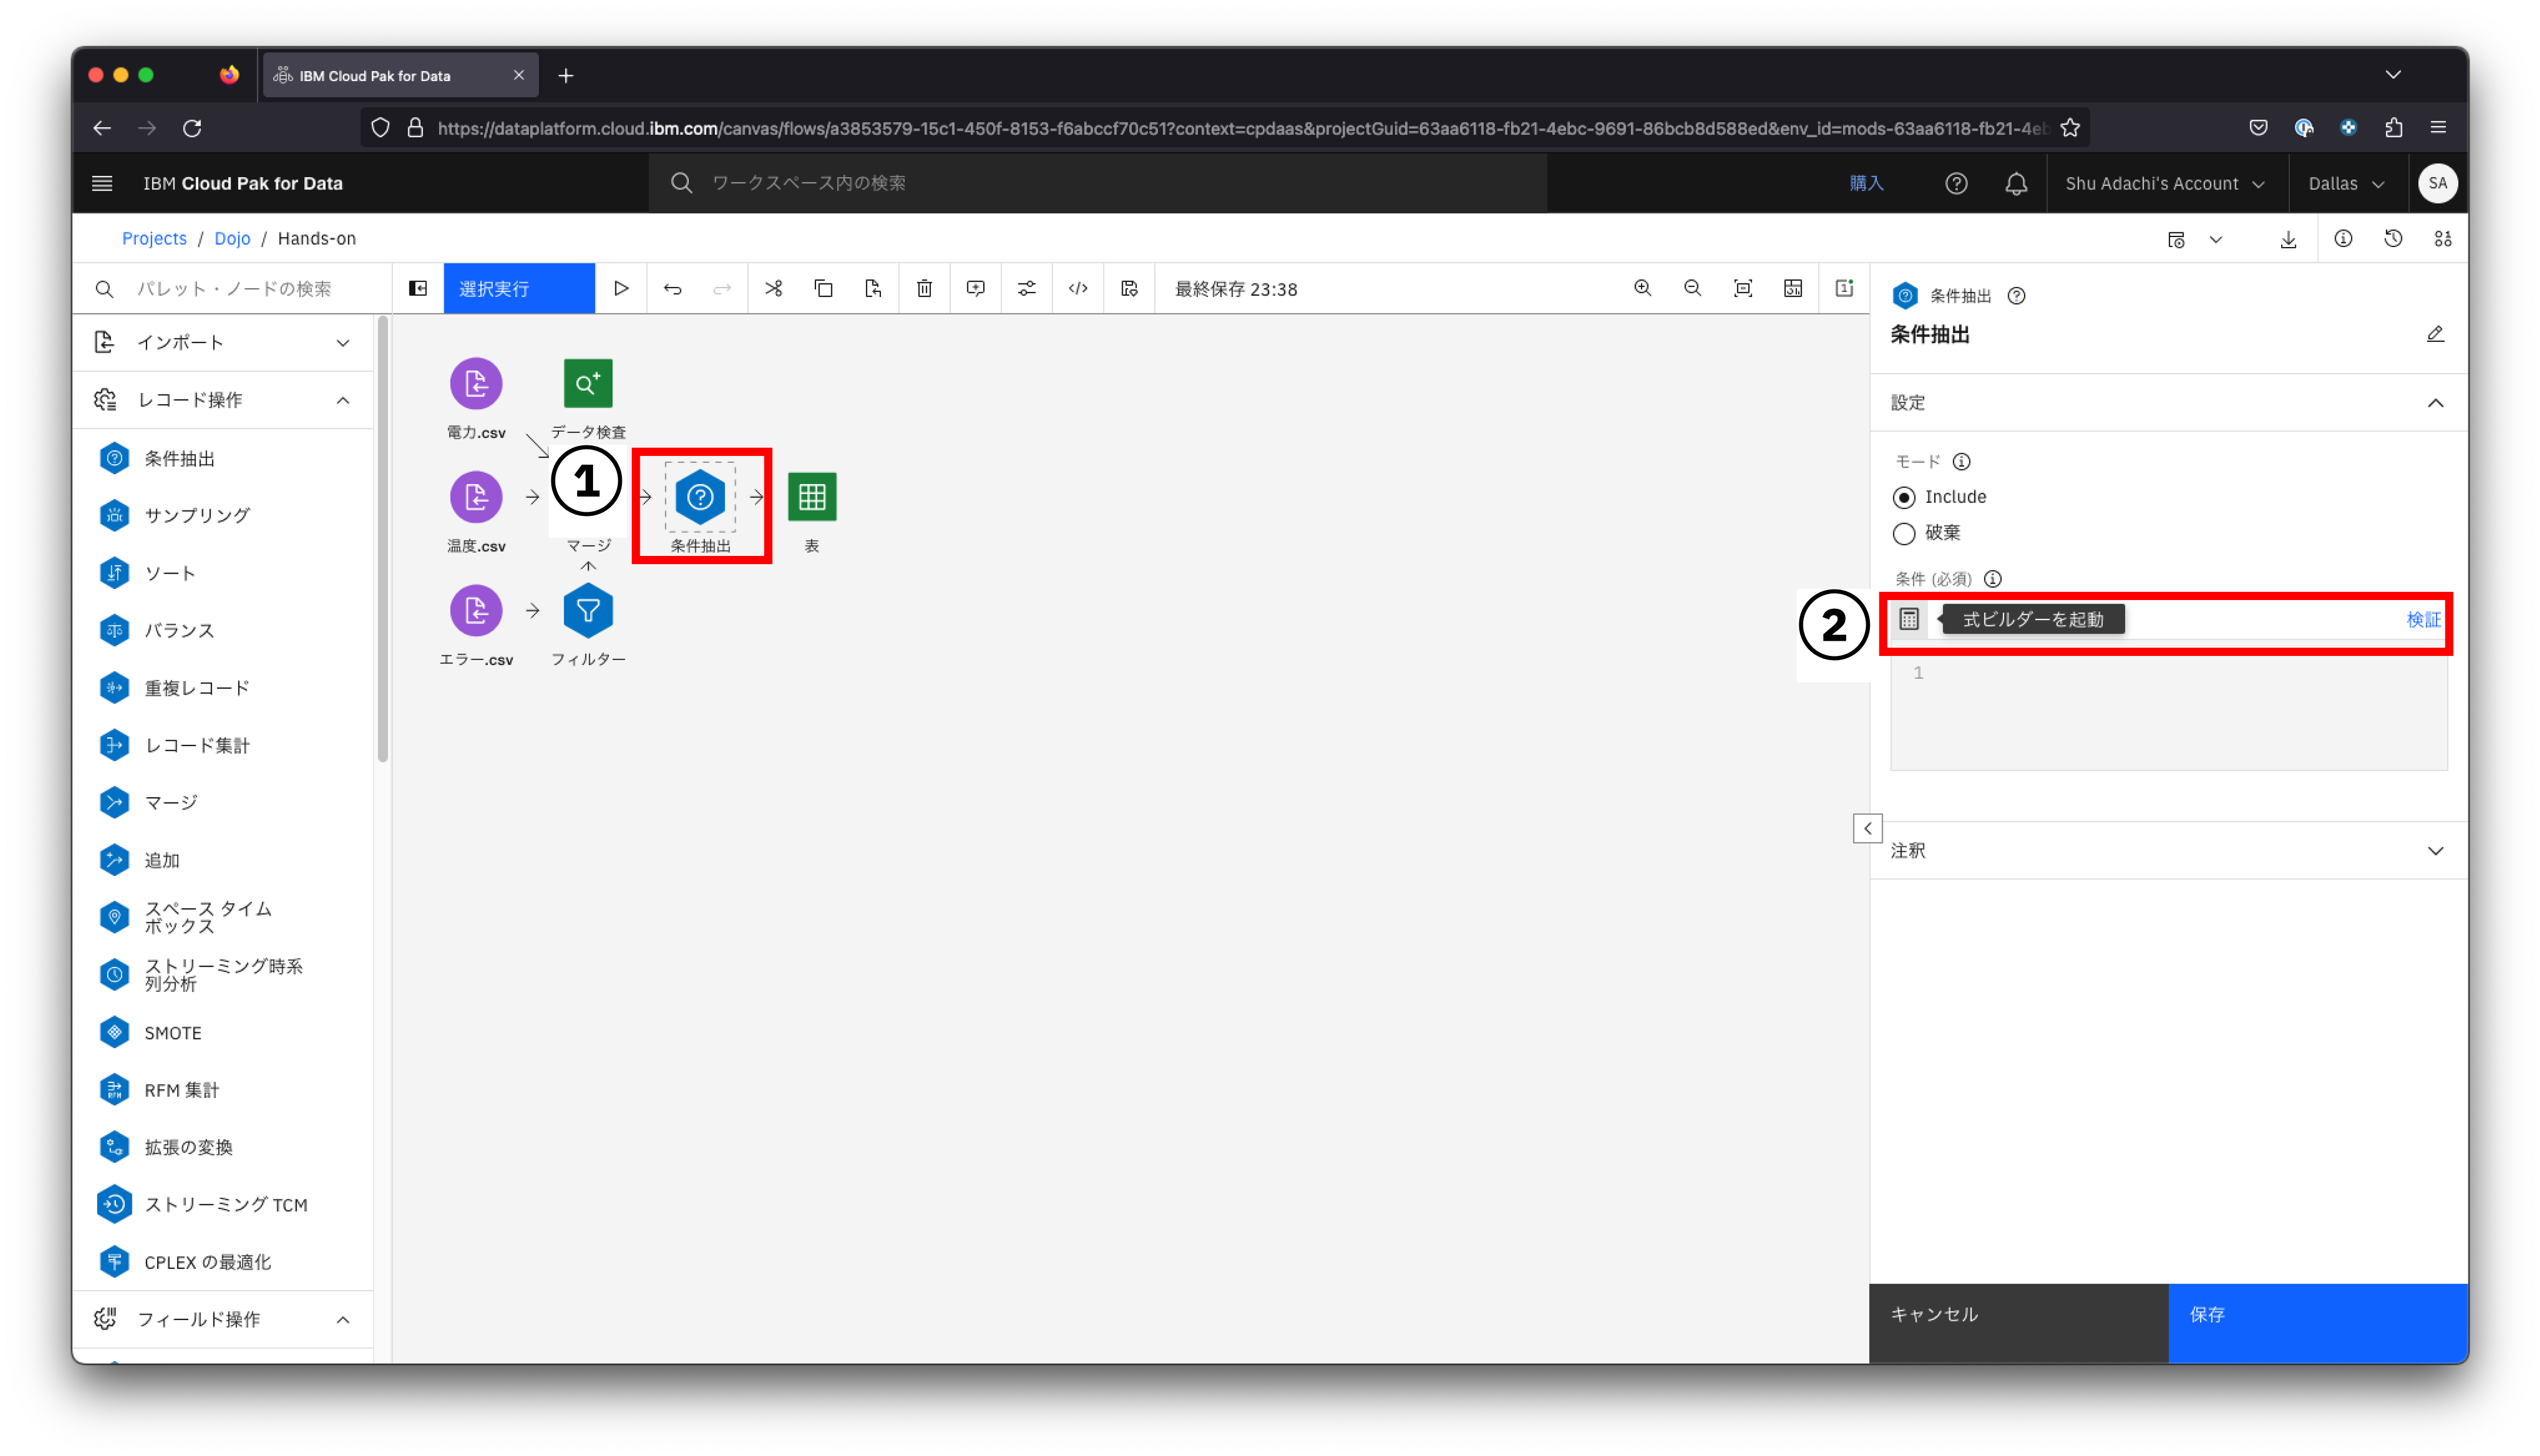 IBM Cloud Pak for Data
https://dataplatform.cloud.ibm.com/canvas/flows/a3853579-15c1-450f-8153-f6abccf70c51?context=cpdaas&projectGuid=63aa6118-fb21-4ebc-9691-86bcb8d588ed&env_id=mods-63aa6118-fb21-4eb
IBM Cloud Pak for Data
ワークスペース内の検索
購入
Shu Adachi's Account
Dallas
SA
Projects / Dojo / Hands-on
パレット・ノードの検索
選択実行
最終保存 23:38
インポート
レコード操作
条件抽出
サンプリング
ソート
バランス
重複レコード
レコード集計
マージ
追加
スペース タイム
ボックス
ストリーミング時系
列分析
SMOTE
RFM 集計
拡張の変換
ストリーミング TCM
CPLEX の最適化
フィールド操作
電力.csv
データ検査
1
温度.csv
マージ
条件抽出
表
エラー.csv
フィルター
条件抽出
条件抽出
設定
モード
Include
破棄
条件 (必須)
2
式ビルダーを起動
検証
1
注釈
キャンセル
保存